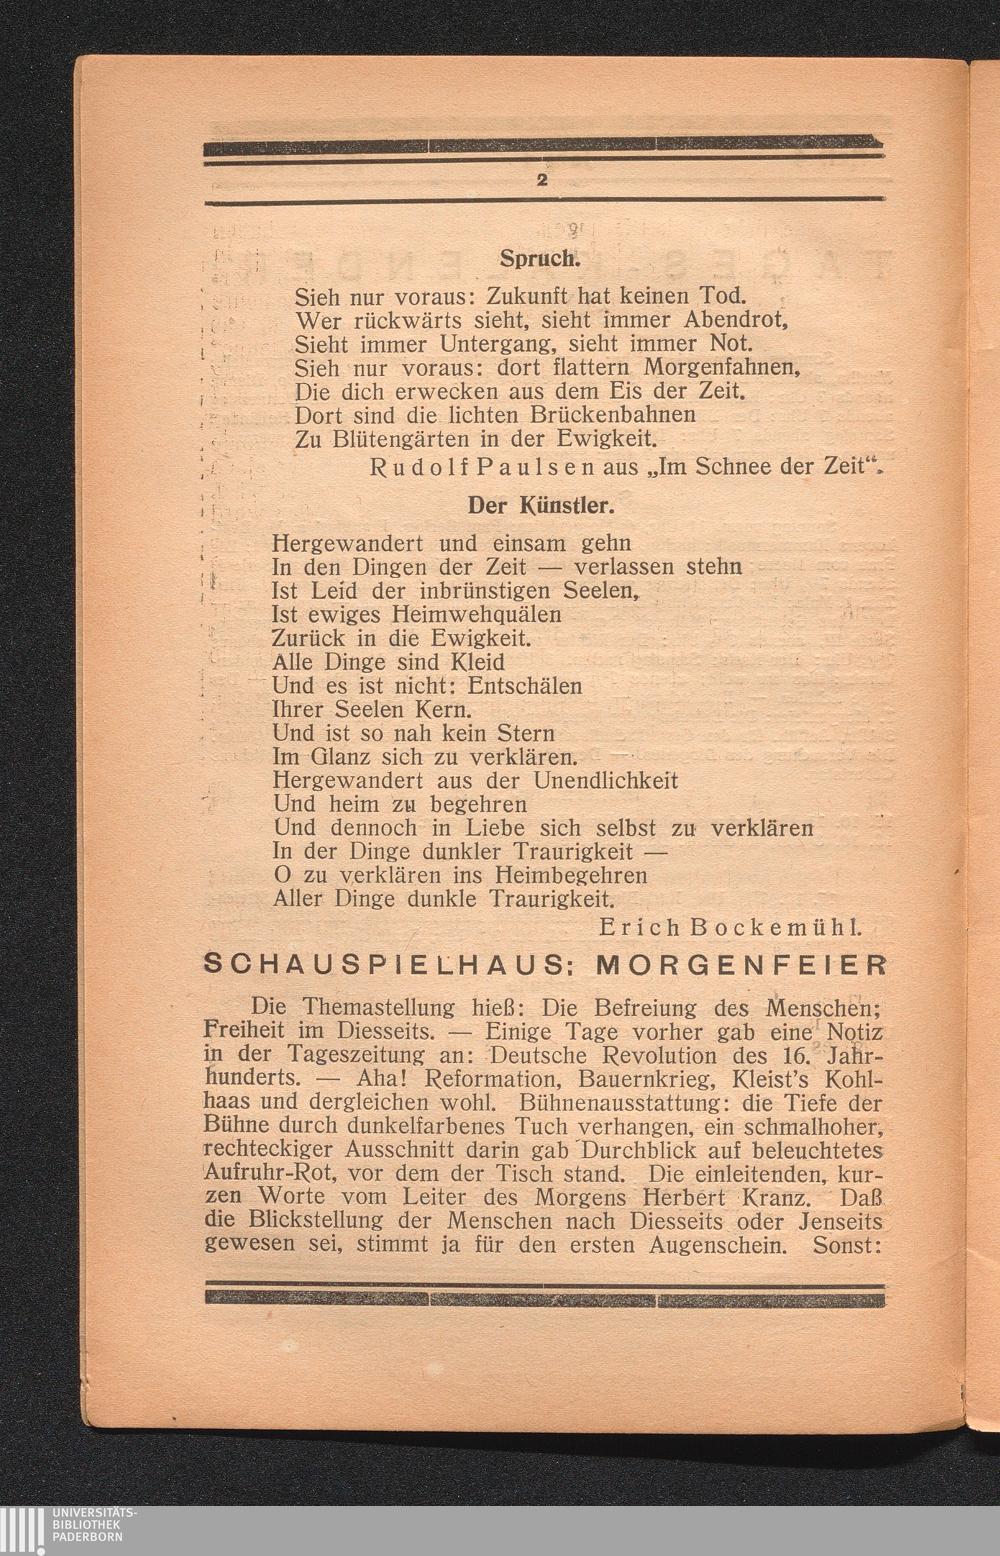 2
Spruch.
Sieh nur voraus: Zukunft hat keinen Tod.
Wer rückwärts sieht, sieht immer Abendrot,
Sieht immer Untergang, sieht immer Not.
Sieh nur voraus: dort flattern Morgenfahnen,
Die dich erwecken aus dem Eis der Zeit.
Dort sind die lichten Brückenbahnen
Zu Blütengärten in der Ewigkeit.
Rudolf Paulsen aus „Im Schnee der Zeit“.
Der Künstler.
Hergewandert und einsam gehn
In den Dingen der Zeit — verlassen stehn
Ist Leid der inbrünstigen Seelen,
Ist ewiges Heimwehquälen
Zurück in die Ewigkeit.
Alle Dinge sind Kleid
Und es ist nicht: Entschälen
Ihrer Seelen Kern.
Und ist so nah kein Stern
Im Glanz sich zu verklären.
Hergewandert aus der Unendlichkeit
Und heim zu begehren
Und dennoch in Liebe sich selbst zu verklären
In der Dinge dunkler Traurigkeit —
O zu verklären ins Heimbegehren
Aller Dinge dunkle Traurigkeit.
Erich Bockemühl.
SCHAUSPIELHAUS: MORGENFEIER
Die Themastellung hieß: Die Befreiung des Menschen;
Freiheit im Diesseits. — Einige Tage vorher gab eine Notiz
in der Tageszeitung an: Deutsche Revolution des 16. Jahr-
hunderts. — Aha! Reformation, Bauernkrieg, Kleist's Kohl-
haas und dergleichen wohl. Bühnenausstattung: die Tiefe der
Bühne durch dunkelfarbenes Tuch verhangen, ein schmalhoher,
rechteckiger Ausschnitt darin gab Durchblick auf beleuchtetes
Aufruhr-Rot, vor dem der Tisch stand. Die einleitenden, kur-
zen Worte vom Leiter des Morgens Herbert Kranz. Daß
die Blickstellung der Menschen nach Diesseits oder Jenseits
gewesen sei, stimmt ja für den ersten Augenschein. Sonst:
UNIVERSITÄTS-
BIBLIOTHEK
PADERBORN